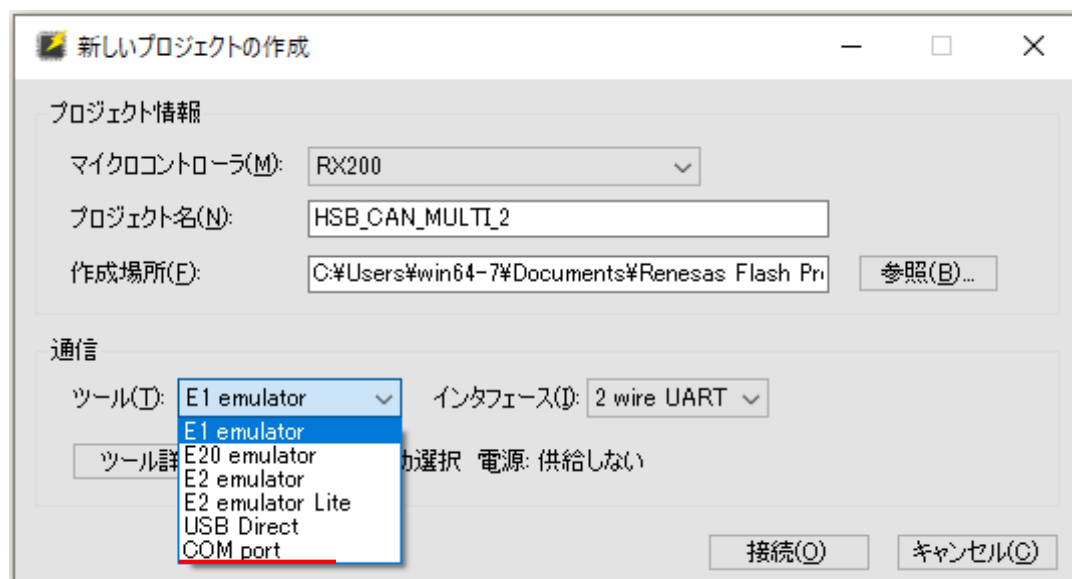 新しいプロジェクトの作成
プロジェクト情報
マイクロコントローラ(M): RX200
プロジェクト名(N): HSB_CAN_MULTI_2
作成場所(F): C:¥Users¥win64-7¥Documents¥Renesas Flash Pr 参照(B)...
通信
ツール(T): E1 emulator インタフェース(I): 2 wire UART
E1 emulator
E20 emulator
ツール詳 選択 電源: 供給しない
E2 emulator
E2 emulator Lite
USB Direct
COM port
接続(O) キャンセル(C)